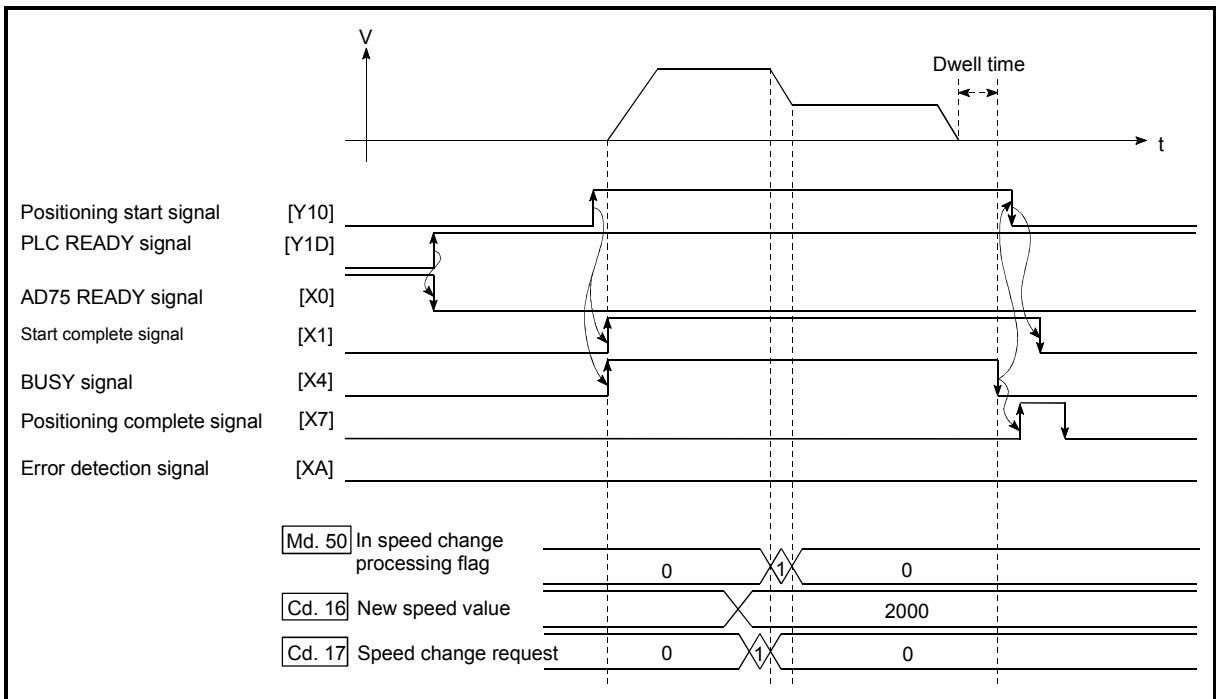 V
Dwell time
t
Positioning start signal [Y10]
PLC READY signal [Y1D]
AD75 READY signal [X0]
Start complete signal [X1]
BUSY signal [X4]
Positioning complete signal [X7]
Error detection signal [XA]
Md. 50 In speed change
processing flag 0 1 0
Cd. 16 New speed value 2000
Cd. 17 Speed change request 0 1 0